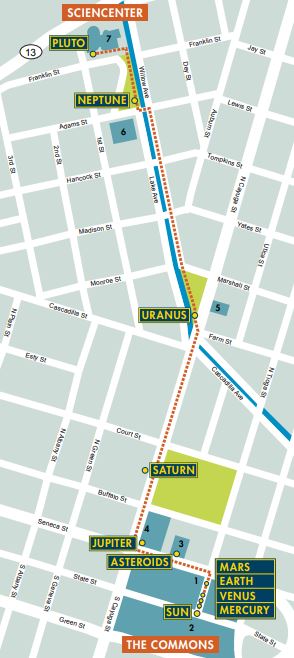 SCIENCENTER
PLUTO
7
13
Franklin St
Jay St
Franklin St
Willow Ave
Dey St
NEPTUNE
Lewis St
Auburn St
Adams St
6
3rd St
2nd St
1st St
Tompkins St
Hancock St
Lake Ave
N Cayuga St
Madison St
Yates St
Utica St
Monroe St
Marshall St
5
URANUS
Cascadilla St
N Plain St
Farm St
Esty St
Cascadilla Ave
N Tioga St
Court St
N Albany St
N Green St
SATURN
Buffalo St
Seneca St
4
JUPITER
3
ASTEROIDS
MARS
EARTH
VENUS
MERCURY
1
State St
S Albany St
S Geneva St
S Cayuga St
SUN
2
Green St
State St
THE COMMONS